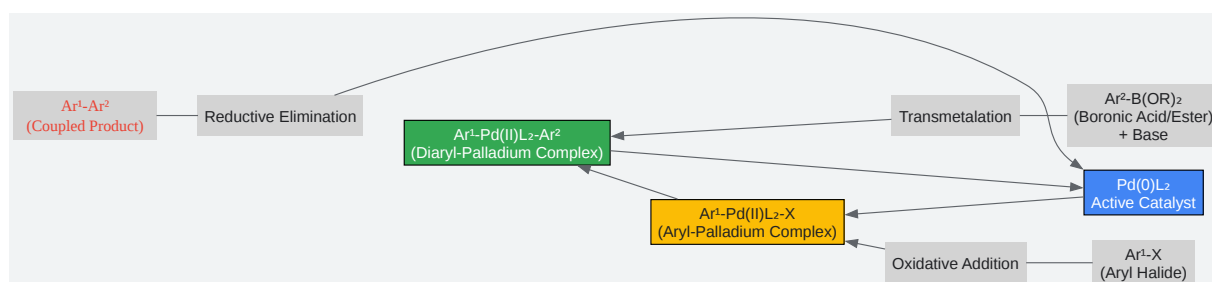 Ar¹-Ar²
(Coupled Product)
Reductive Elimination
Ar¹-Pd(II)L₂-Ar²
(Diaryl-Palladium Complex)
Transmetalation
Ar²-B(OR)₂
(Boronic Acid/Ester)
+ Base
Pd(0)L₂
Active Catalyst
Ar¹-Pd(II)L₂-X
(Aryl-Palladium Complex)
Oxidative Addition
Ar¹-X
(Aryl Halide)